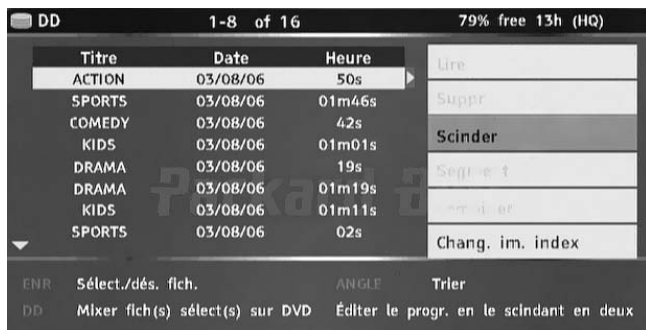 DD 1-8 of 16 79% free 13h (HQ)
Titre Date Heure
ACTION 03/08/06 50s
SPORTS 03/08/06 01m46s
COMEDY 03/08/06 42s
KIDS 03/08/06 01m01s
DRAMA 03/08/06 19s
DRAMA 03/08/06 01m19s
KIDS 03/08/06 01m11s
SPORTS 03/08/06 02s
Lire
Suppr
Scinder
Chang. im. index
Packard
ENR Sélect./dés. fich. ANGLE Trier
DD Mixer fich(s) sélect(s) sur DVD Éditer le progr. en le scindant en deux